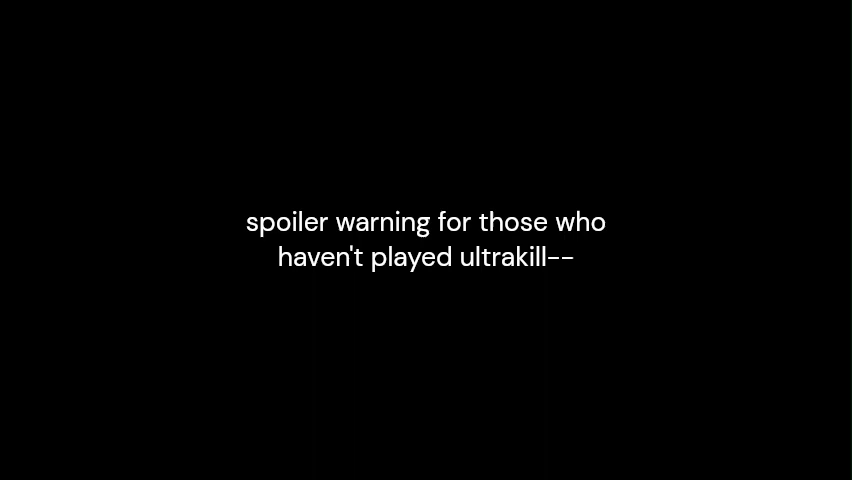 spoiler warning for those who
haven't played ultrakill--